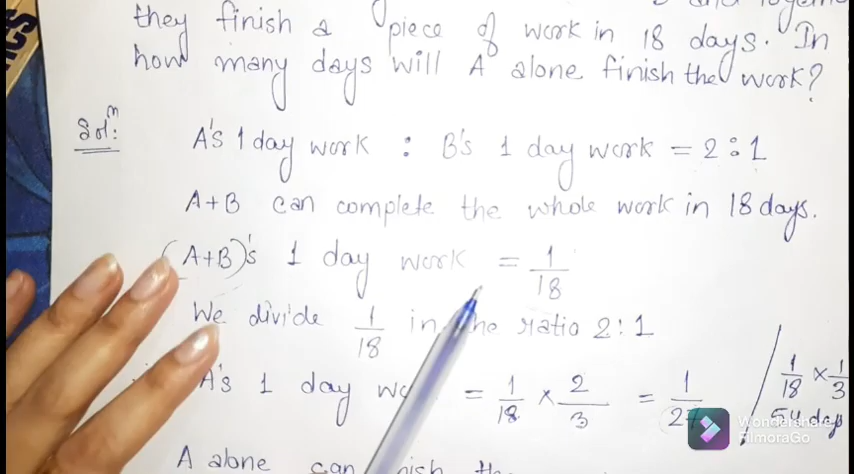 they finish a piece of work in 18 days. In
how many days will A alone finish the work?
Solⁿ:
A's 1 day work : B's 1 day work = 2:1
A+B can complete the whole work in 18 days.
(A+B)'s 1 day work = 1/18
We divide 1/18 in the ratio 2:1
A's 1 day = 1/18 × 2/3 = 1/27
1/18 × 1/3
54 days
A alone can
Wondershare
FilmoraGo